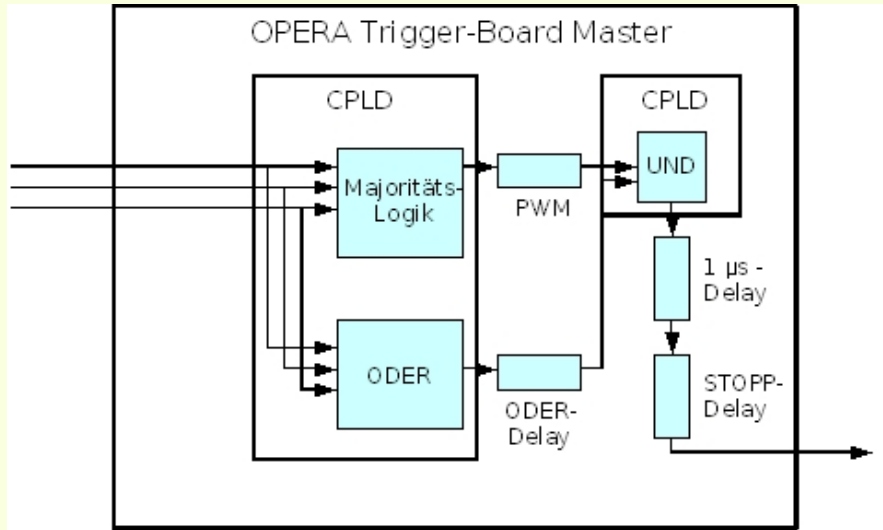 OPERA Trigger-Board Master
CPLD
CPLD
Majoritäts-
Logik
PWM
UND
1 µs -
Delay
ODER
ODER-
Delay
STOPP-
Delay